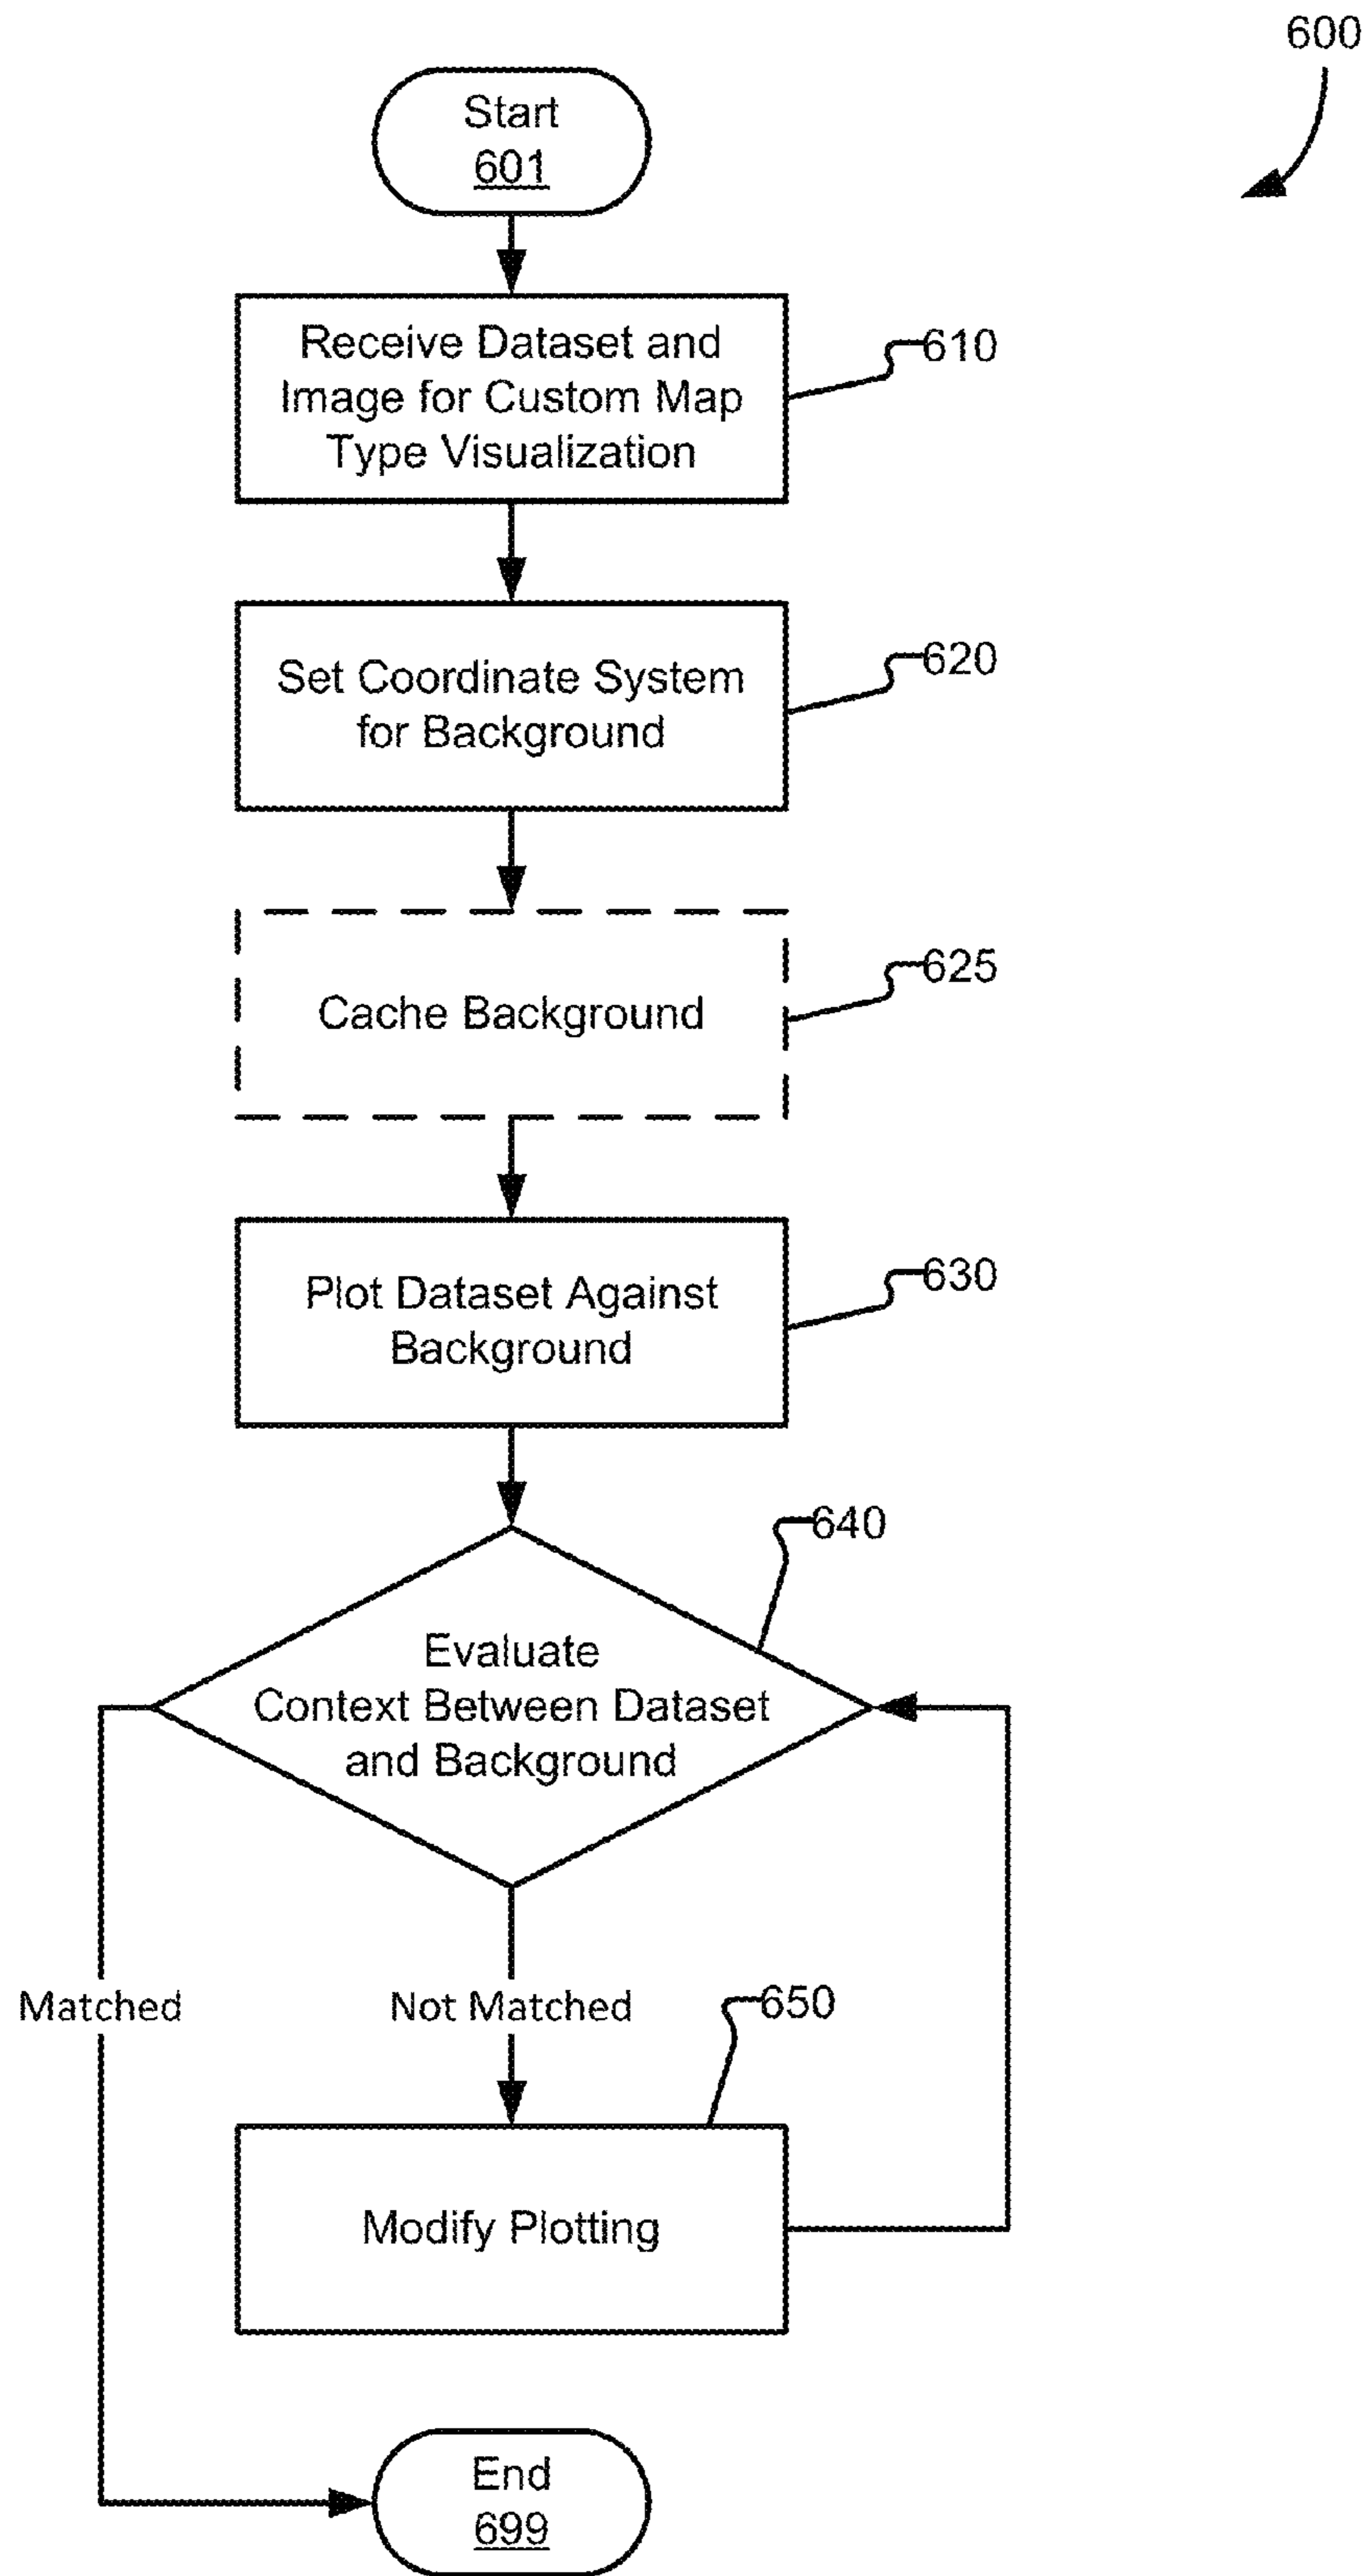 600
Start
601
Receive Dataset and
Image for Custom Map
Type Visualization
610
Set Coordinate System
for Background
620
Cache Background
625
Plot Dataset Against
Background
630
640
Evaluate
Context Between Dataset
and Background
Matched
Not Matched
650
Modify Plotting
End
699